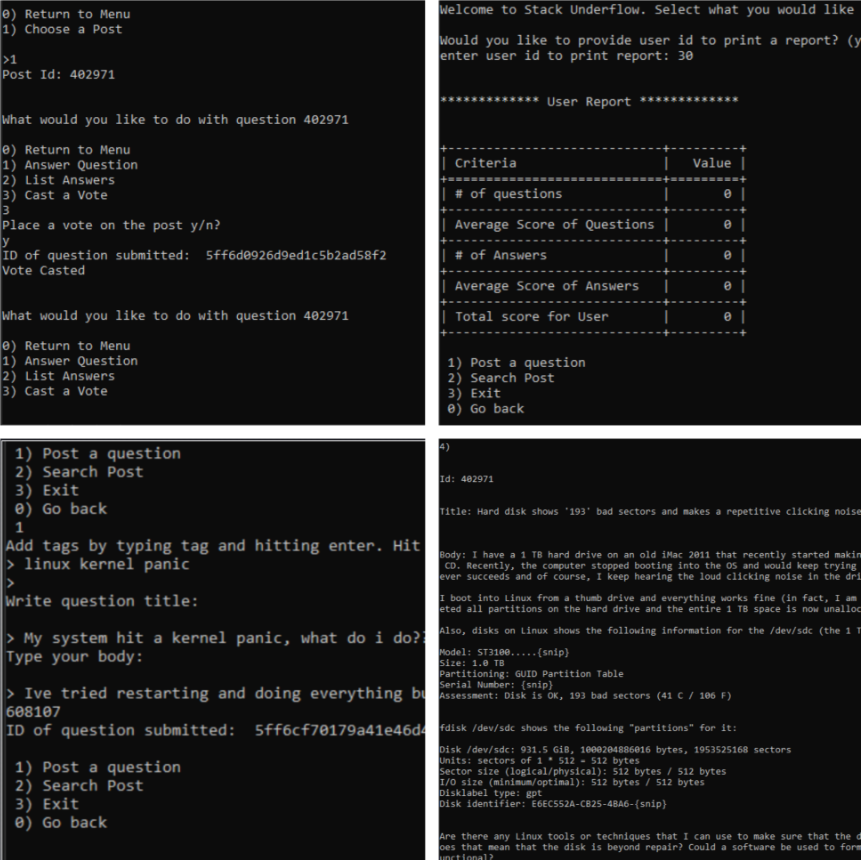 0) Return to Menu
1) Choose a Post
>1
Post Id: 402971
What would you like to do with question 402971
0) Return to Menu
1) Answer Question
2) List Answers
3) Cast a Vote
3
Place a vote on the post y/n?
y
ID of question submitted:  5ff6d0926d9ed1c5b2ad58f2
Vote Casted
What would you like to do with question 402971
0) Return to Menu
1) Answer Question
2) List Answers
3) Cast a Vote
Welcome to Stack Underflow. Select what you would like
Would you like to provide user id to print a report? (y
enter user id to print report: 30
************* User Report *************
+----------------------------+---------+
| Criteria                   |   Value |
+============================+=========+
| # of questions             |       0 |
+----------------------------+---------+
| Average Score of Questions |       0 |
+----------------------------+---------+
| # of Answers               |       0 |
+----------------------------+---------+
| Average Score of Answers   |       0 |
+----------------------------+---------+
| Total score for User       |       0 |
+----------------------------+---------+
1) Post a question
2) Search Post
3) Exit
0) Go back
1) Post a question
2) Search Post
3) Exit
0) Go back
1
Add tags by typing tag and hitting enter. Hit
> linux kernel panic
>
Write question title:
> My system hit a kernel panic, what do i do??
Type your body:
> Ive tried restarting and doing everything bu
608107
ID of question submitted:  5ff6cf70179a41e46d4
1) Post a question
2) Search Post
3) Exit
0) Go back
4)
Id: 402971
Title: Hard disk shows '193' bad sectors and makes a repetitive clicking noise
Body: I have a 1 TB hard drive on an old iMac 2011 that recently started makin
CD. Recently, the computer stopped booting into the OS and would keep trying
ever succeeds and of course, I keep hearing the loud clicking noise in the dri
I boot into Linux from a thumb drive and everything works fine (in fact, I am
eted all partitions on the hard drive and the entire 1 TB space is now unalloc
Also, disks on Linux shows the following information for the /dev/sdc (the 1 T
Model: ST3100.....{snip}
Size: 1.0 TB
Partitioning: GUID Partition Table
Serial Number: {snip}
Assessment: Disk is OK, 193 bad sectors (41 C / 106 F)
fdisk /dev/sdc shows the following "partitions" for it:
Disk /dev/sdc: 931.5 GiB, 1000204886016 bytes, 1953525168 sectors
Units: sectors of 1 * 512 = 512 bytes
Sector size (logical/physical): 512 bytes / 512 bytes
I/O size (minimum/optimal): 512 bytes / 512 bytes
Disklabel type: gpt
Disk identifier: E6EC552A-CB25-4BA6-{snip}
Are there any Linux tools or techniques that I can use to make sure that the d
oes that mean that the disk is beyond repair? Could a software be used to form
unctional?